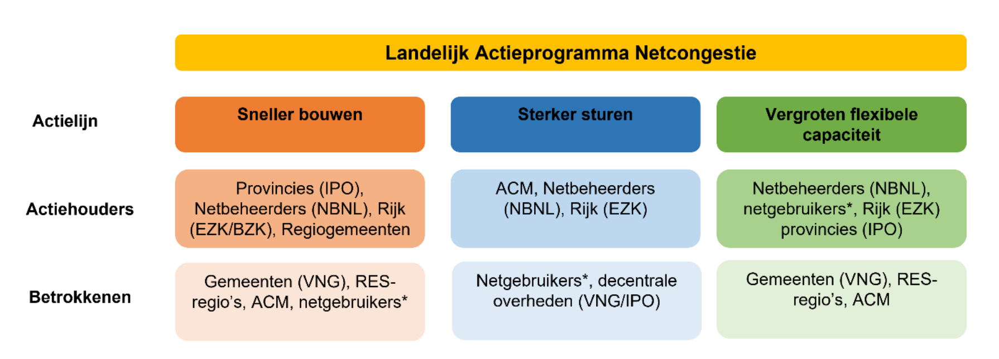 Landelijk Actieprogramma Netcongestie
Actielijn
Sneller bouwen
Sterker sturen
Vergroten flexibele
capaciteit
Actiehouders
Provincies (IPO),
Netbeheerders (NBNL), Rijk
(EZK/BZK), Regiogemeenten
ACM, Netbeheerders
(NBNL), Rijk (EZK)
Netbeheerders (NBNL),
netgebruikers*, Rijk (EZK)
provincies (IPO)
Betrokkenen
Gemeenten (VNG), RES-
regio’s, ACM, netgebruikers*
Netgebruikers*, decentrale
overheden (VNG/IPO)
Gemeenten (VNG), RES-
regio’s, ACM